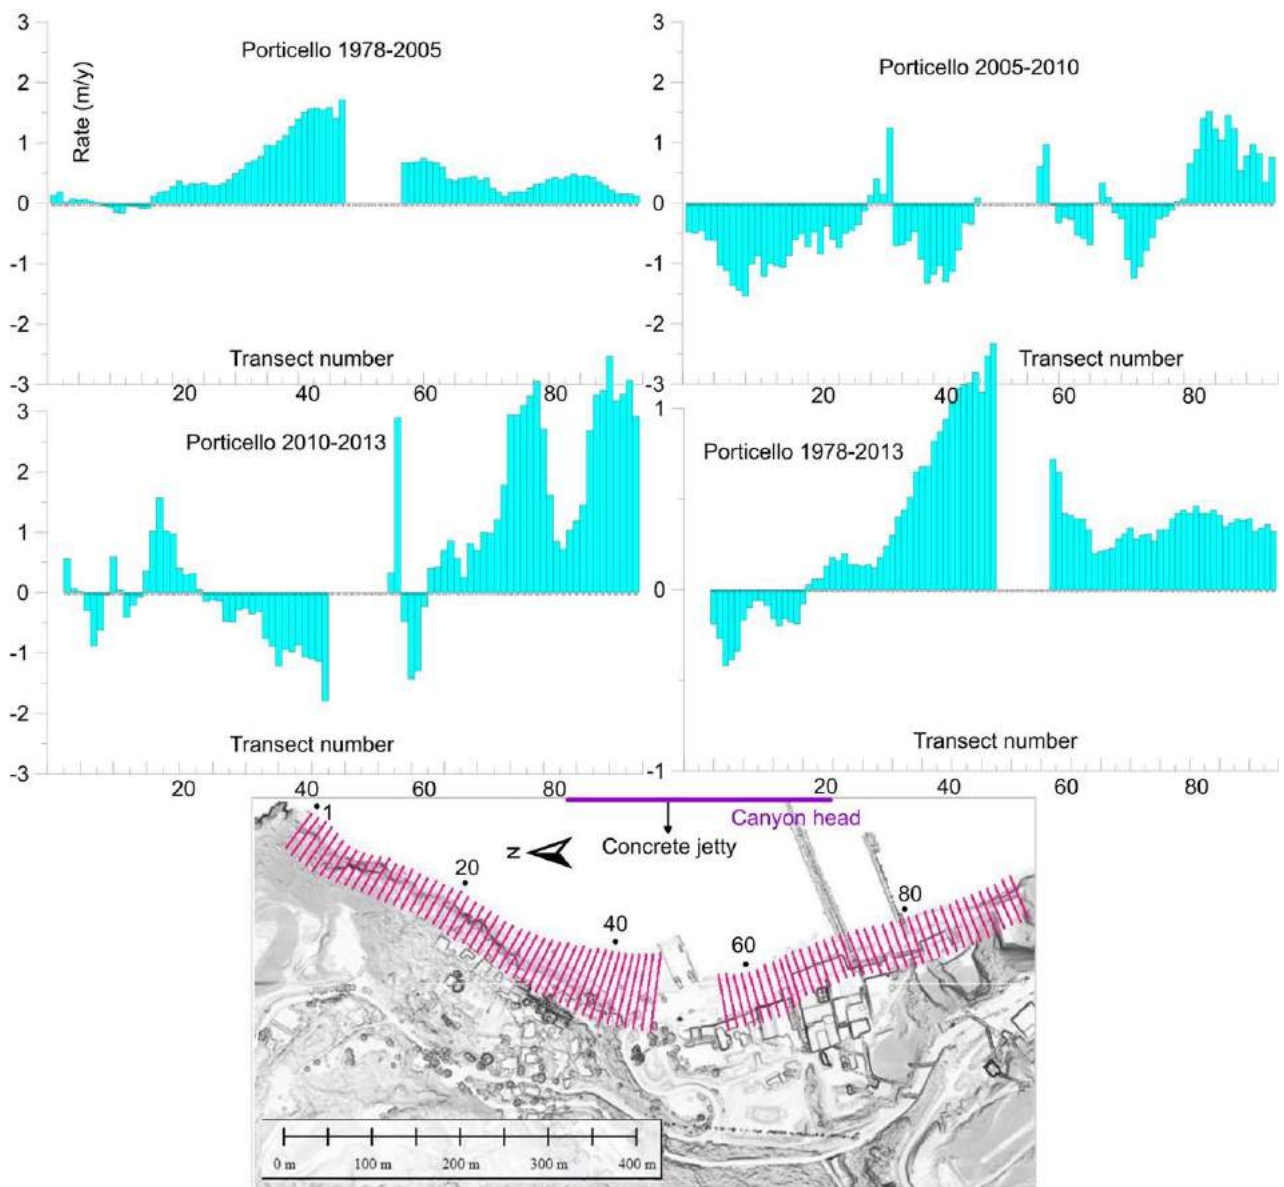 3 Porticello 1978-2005
2
1
0
-1
-2
-3
Rate (m/y)
Transect number
20 40 60 80
3
2 Porticello 2005-2010
1
0
-1
-2
-3
Transect number
20 40 60 80
3 Porticello 2010-2013
2
1
0
-1
-2
-3
Transect number
20 40 60 80
1
Porticello 1978-2013
0
-1
Transect number
20 60 80
1
Canyon head
N
Concrete jetty
20
80
40
60
0 m 100 m 200 m 300 m 400 m